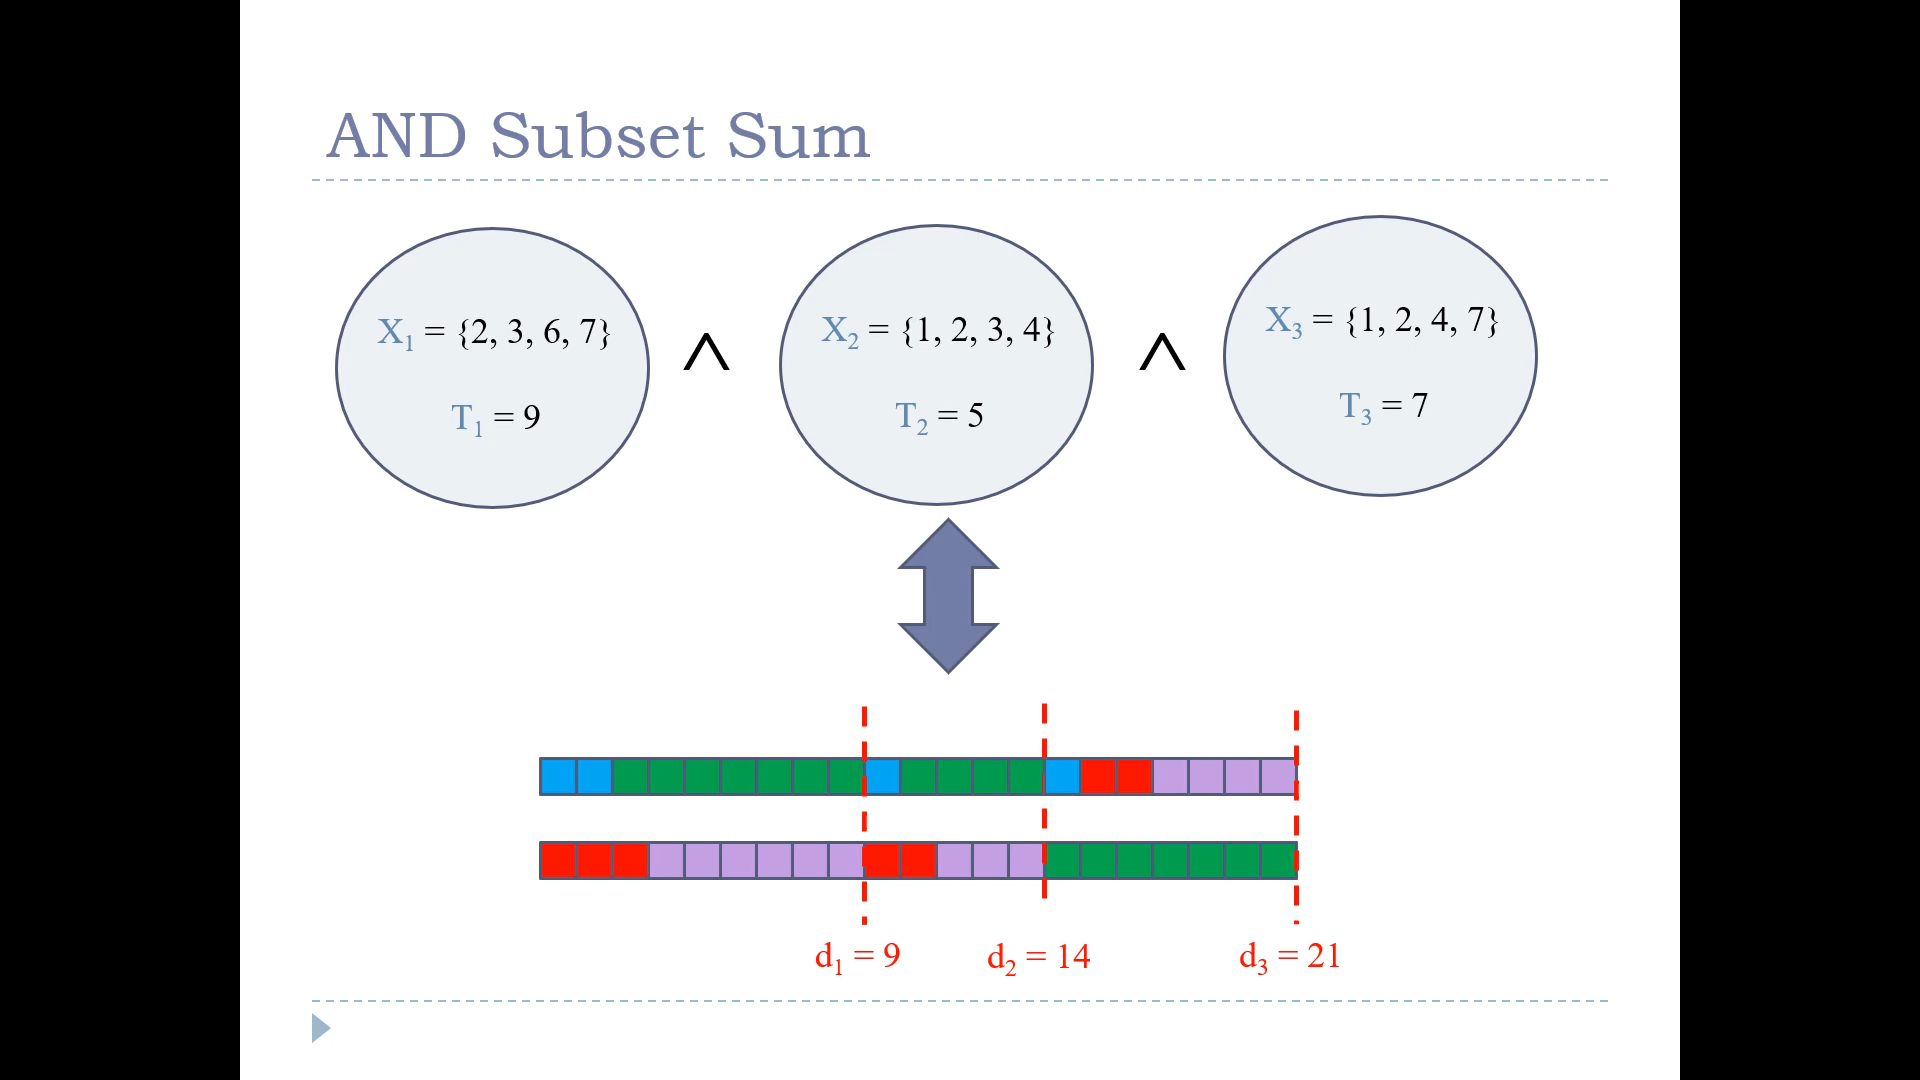 AND Subset Sum
X₁ = {2, 3, 6, 7}
T₁ = 9
∧
X₂ = {1, 2, 3, 4}
T₂ = 5
∧
X₃ = {1, 2, 4, 7}
T₃ = 7
d₁ = 9
d₂ = 14
d₃ = 21